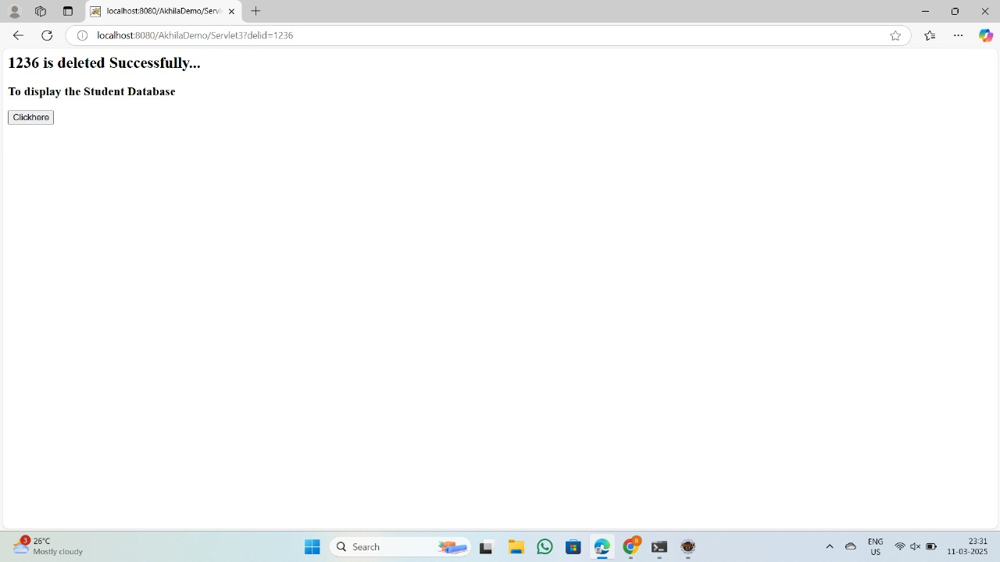 localhost:8080/AkhilaDemo/Servl
localhost:8080/AkhilaDemo/Servlet3?delid=1236
1236 is deleted Successfully...
To display the Student Database
Clickhere
3
26°C
Mostly cloudy
Search
8
ENG
US
23:31
11-03-2025